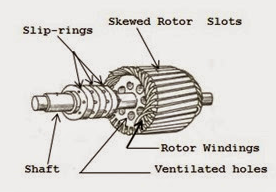 Skewed Rotor Slots
Slip-rings
Rotor Windings
Shaft
Ventilated holes